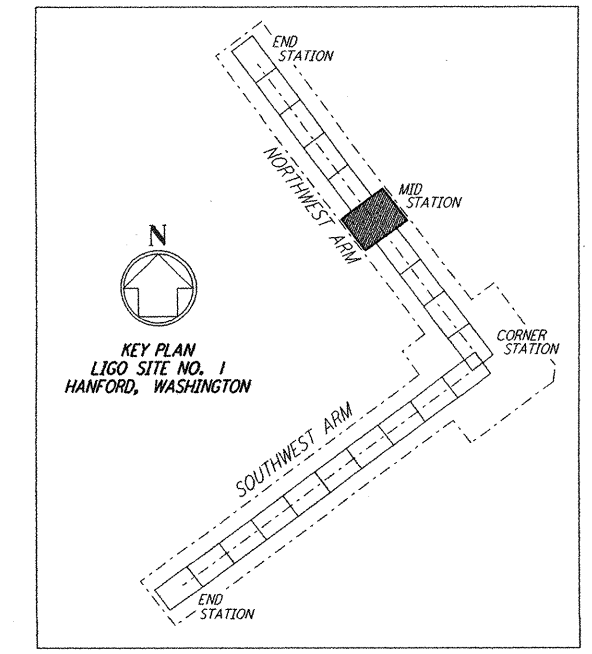 END
STATION
NORTHWEST ARM
MID
STATION
N
KEY PLAN
LIGO SITE NO. 1
HANFORD, WASHINGTON
CORNER
STATION
SOUTHWEST ARM
END
STATION